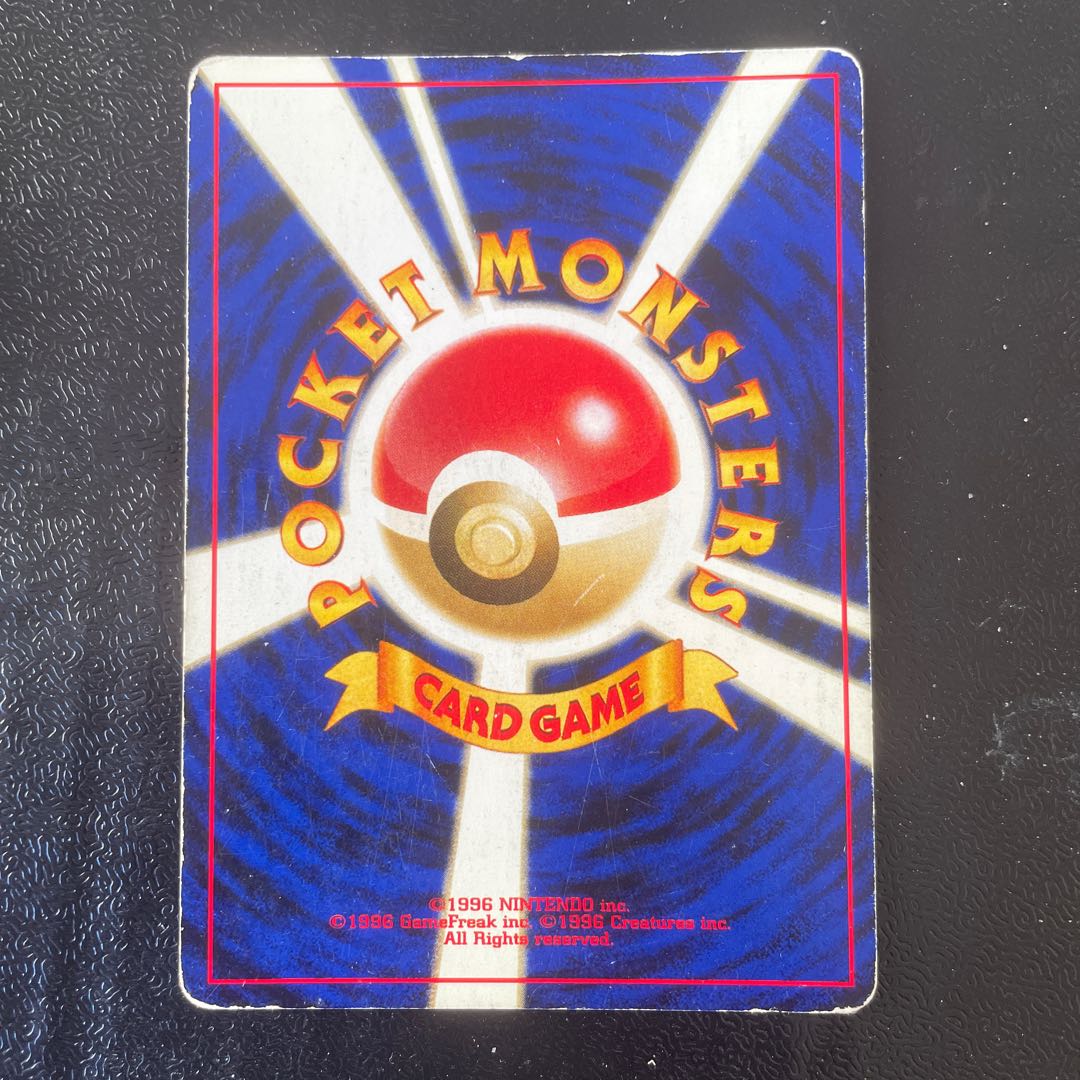 POCKET MONSTERS
CARD GAME
©1996 NINTENDO inc.
©1996 GameFreak inc. ©1996 Creatures inc.
All Rights reserved.